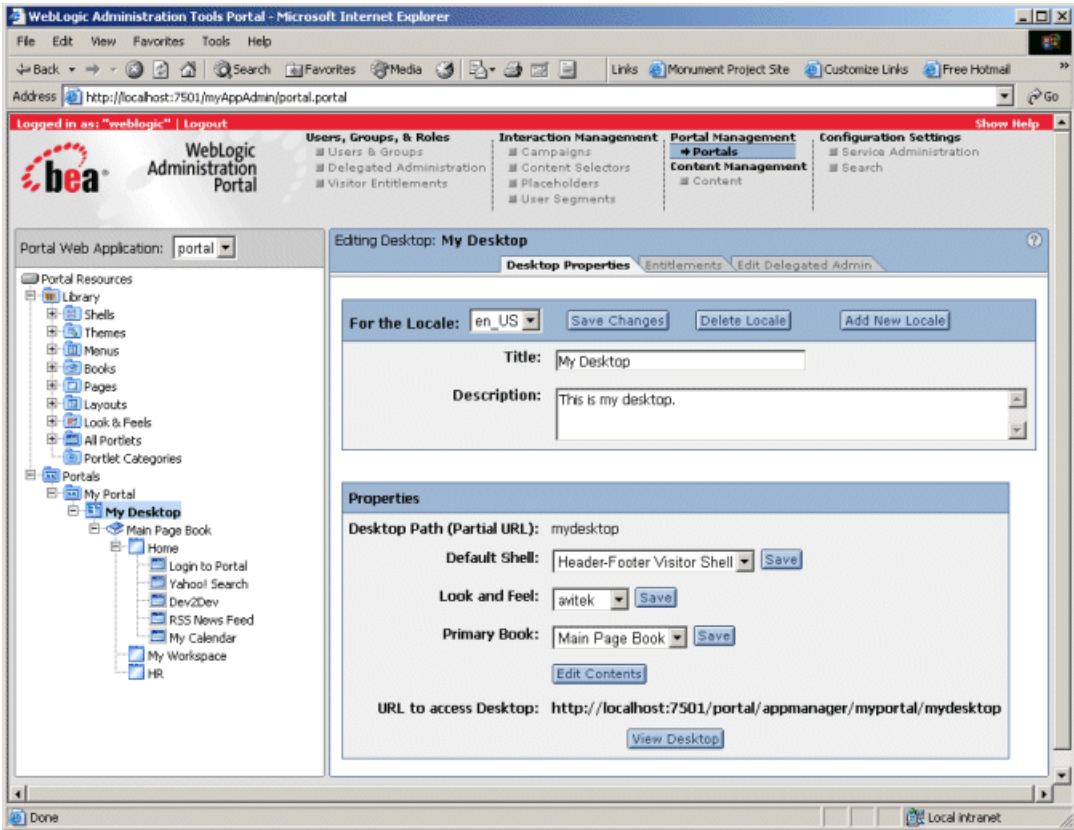 WebLogic Administration Tools Portal - Microsoft Internet Explorer
File Edit View Favorites Tools Help
Back Search Favorites Media Links Monument Project Site Customize Links Free Hotmail »
Address http://localhost:7501/myAppAdmin/portal.portal Go
Logged in as: "weblogic" | Logout Show Help
bea
WebLogic
Administration
Portal
Users, Groups, & Roles
Users & Groups
Delegated Administration
Visitor Entitlements
Interaction Management
Campaigns
Content Selectors
Placeholders
User Segments
Portal Management
Portals
Content Management
Content
Configuration Settings
Service Administration
Search
Portal Web Application: portal
Portal Resources
Library
Shells
Themes
Menus
Books
Pages
Layouts
Look & Feels
All Portlets
Portlet Categories
Portals
My Portal
My Desktop
Main Page Book
Home
Login to Portal
Yahoo! Search
Dev2Dev
RSS News Feed
My Calendar
My Workspace
HR
Editing Desktop: My Desktop ?
Desktop Properties Entitlements Edit Delegated Admin
For the Locale: en_US Save Changes Delete Locale Add New Locale
Title: My Desktop
Description: This is my desktop.
Properties
Desktop Path (Partial URL): mydesktop
Default Shell: Header-Footer Visitor Shell Save
Look and Feel: avitek Save
Primary Book: Main Page Book Save
Edit Contents
URL to access Desktop: http://localhost:7501/portal/appmanager/myportal/mydesktop
View Desktop
Done Local intranet